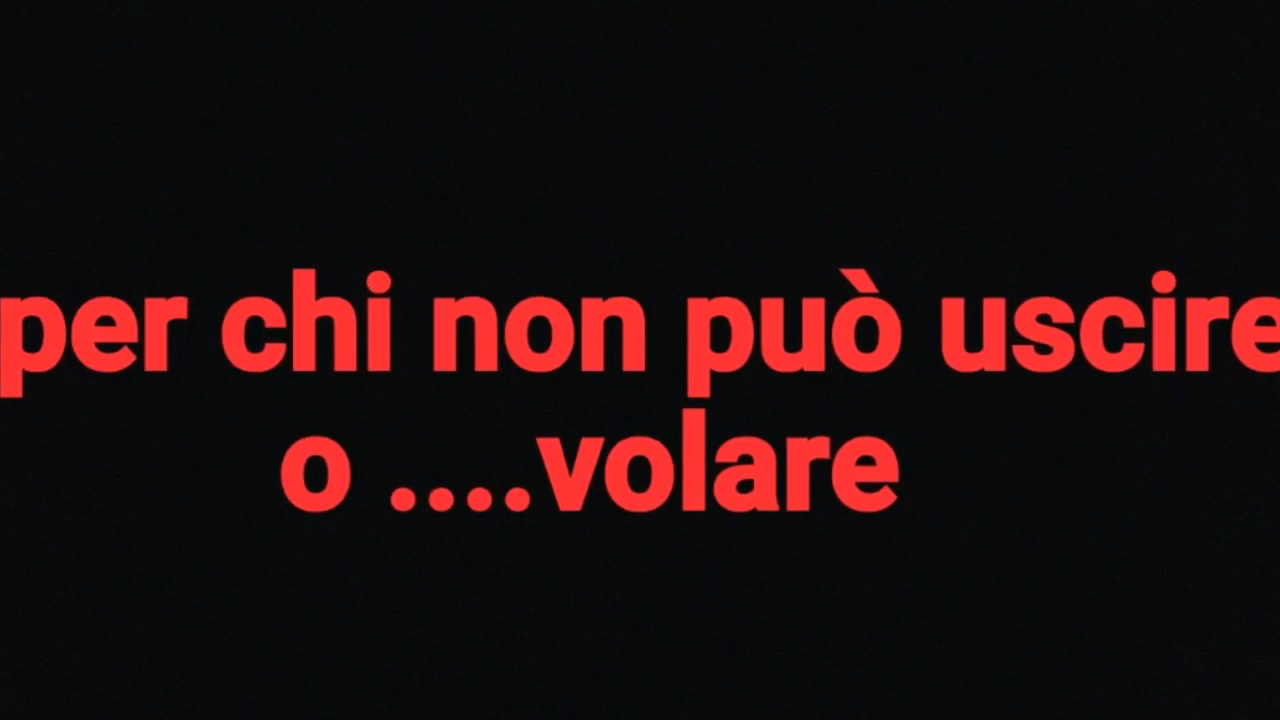 per chi non può uscire
o ....volare